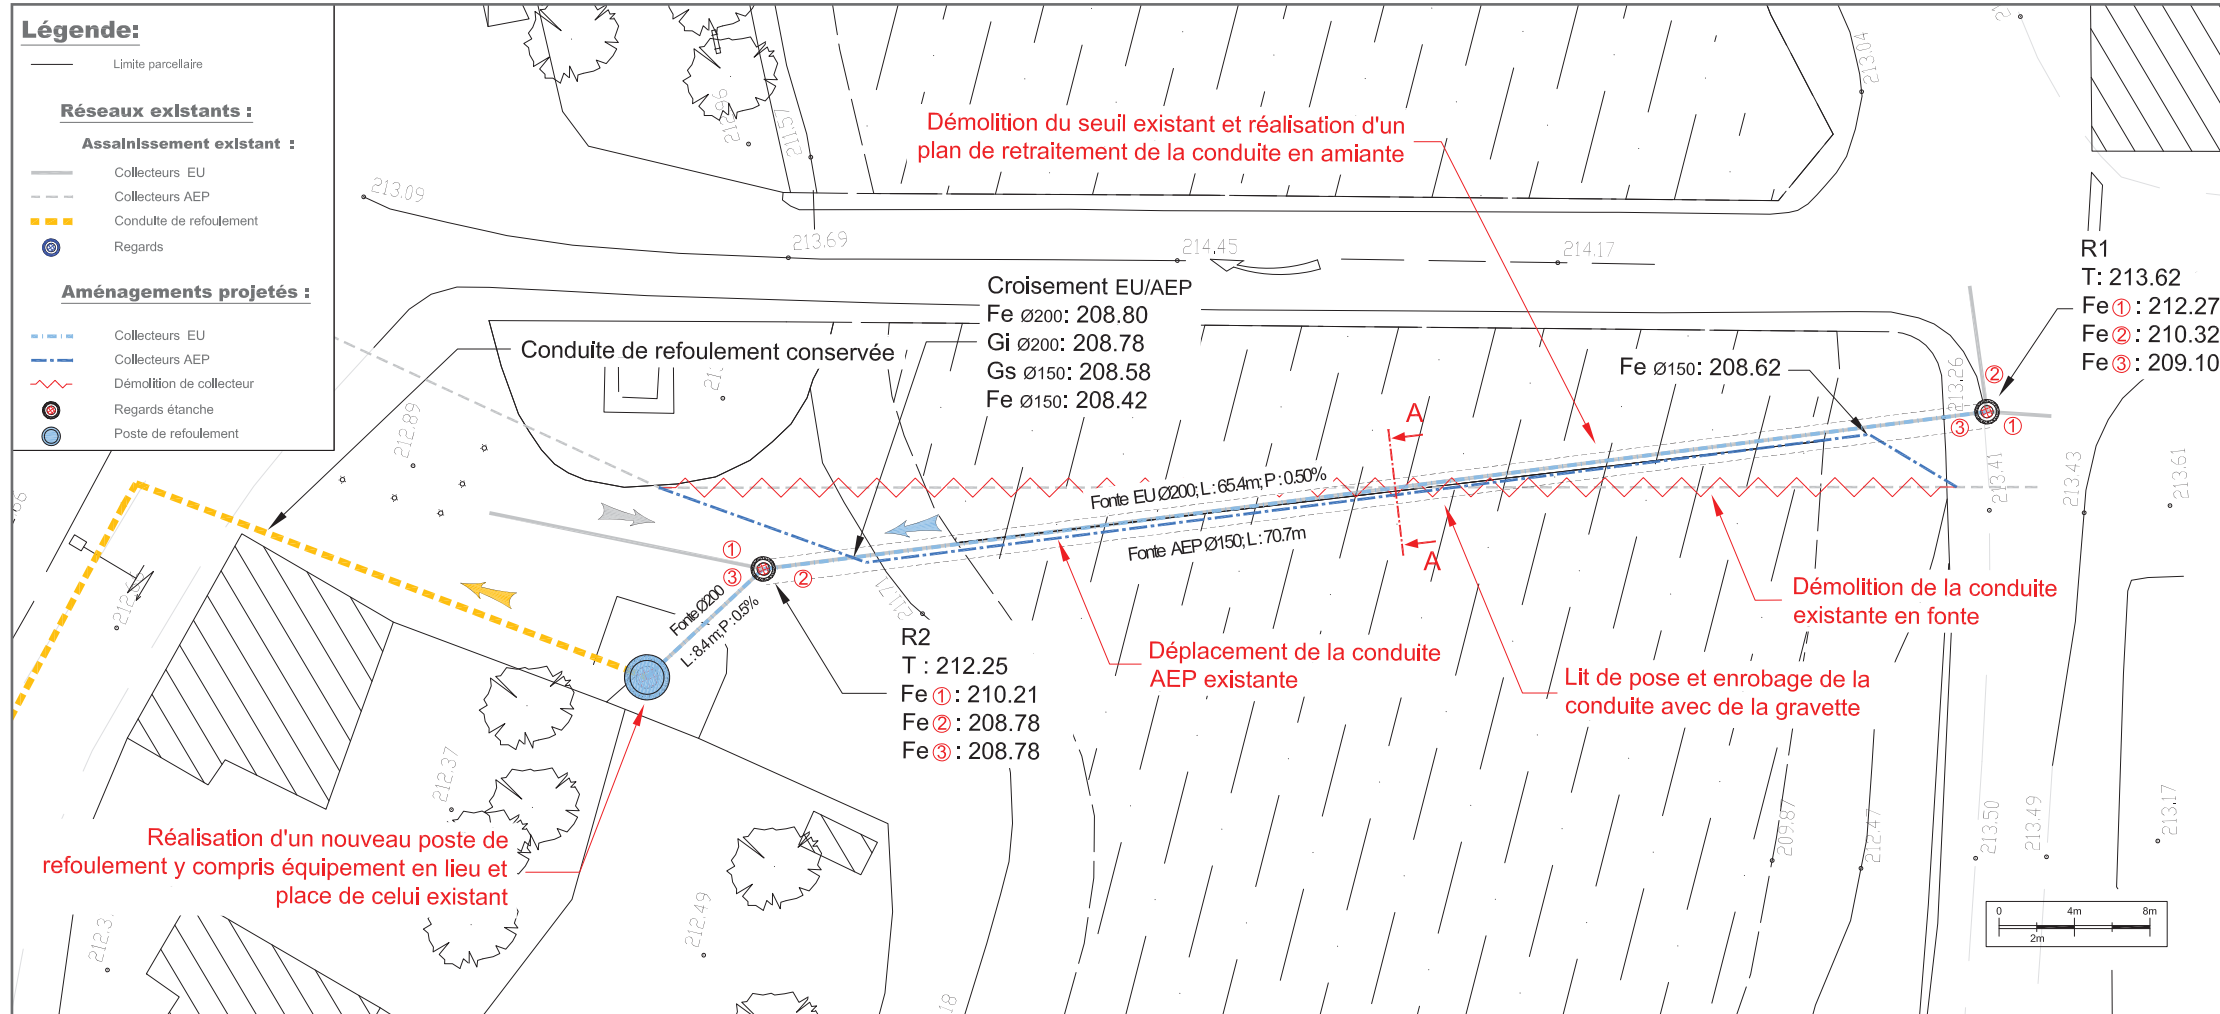 Légende:
Limite parcellaire
Réseaux existants :
Assainissement existant :
Collecteurs EU
Collecteurs AEP
Conduite de refoulement
Regards
Aménagements projetés :
Collecteurs EU
Collecteurs AEP
Démolition de collecteur
Regards étanche
Poste de refoulement
213.09
211.57
213.69
214.45
214.17
213.04
Démolition du seuil existant et réalisation d'un
plan de retraitement de la conduite en amiante
R1
T: 213.62
Fe①: 212.27
Fe②: 210.32
Fe③: 209.10
Croisement EU/AEP
Fe Ø200: 208.80
Gi Ø200: 208.78
Gs Ø150: 208.58
Fe Ø150: 208.42
Conduite de refoulement conservée
Fe Ø150: 208.62
213.26
②
③
①
A
A
212.89
213.41
213.43
213.61
Fonte EU Ø200; L: 65.4m; P: 0.50%
Fonte AEP Ø150; L: 70.7m
①
③
②
Fonte Ø200
L: 8.4m; P: 0.5%
211.71
R2
T : 212.25
Fe①: 210.21
Fe②: 208.78
Fe③: 208.78
Déplacement de la conduite
AEP existante
Démolition de la conduite
existante en fonte
Lit de pose et enrobage de la
conduite avec de la gravette
212.37
209.87
212.47
213.50
213.49
213.17
Réalisation d'un nouveau poste de
refoulement y compris équipement en lieu et
place de celui existant
212.49
0
4m
8m
2m